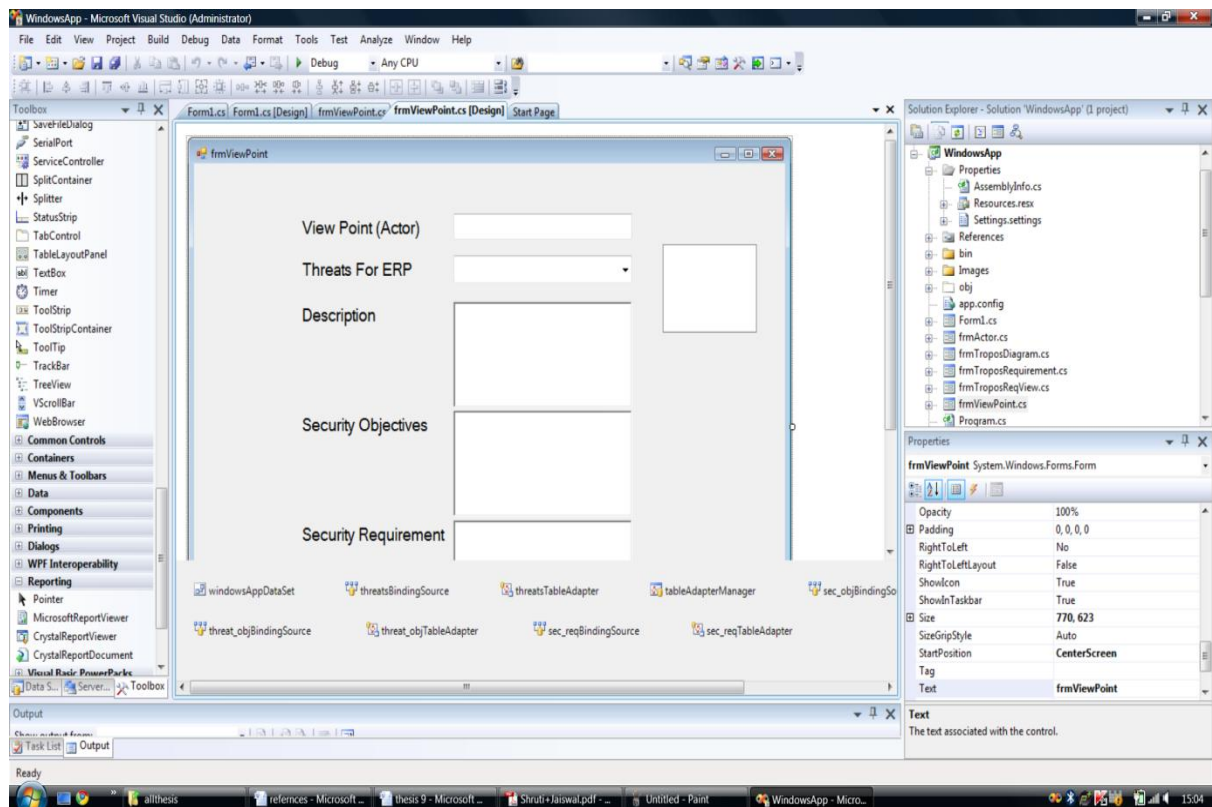 WindowsApp - Microsoft Visual Studio (Administrator)
File Edit View Project Build Debug Data Format Tools Test Analyze Window Help
Debug Any CPU
Toolbox
SaveFileDialog
SerialPort
ServiceController
SplitContainer
Splitter
StatusStrip
TabControl
TableLayoutPanel
TextBox
Timer
ToolStrip
ToolStripContainer
ToolTip
TrackBar
TreeView
VScrollBar
WebBrowser
Common Controls
Containers
Menus & Toolbars
Data
Components
Printing
Dialogs
WPF Interoperability
Reporting
Pointer
MicrosoftReportViewer
CrystalReportViewer
CrystalReportDocument
Visual Basic PowerPacks
Data S... Server... Toolbox
Form1.cs Form1.cs [Design] frmViewPoint.cs frmViewPoint.cs [Design] Start Page
frmViewPoint
View Point (Actor)
Threats For ERP
Description
Security Objectives
Security Requirement
windowsAppDataSet threatsBindingSource threatsTableAdapter tableAdapterManager sec_objBindingSo
threat_objBindingSource threat_objTableAdapter sec_reqBindingSource sec_reqTableAdapter
Solution Explorer - Solution 'WindowsApp' (1 project)
WindowsApp
Properties
AssemblyInfo.cs
Resources.resx
Settings.settings
References
bin
Images
obj
app.config
Form1.cs
frmActor.cs
frmTroposDiagram.cs
frmTroposRequirement.cs
frmTroposReqView.cs
frmViewPoint.cs
Program.cs
Properties
frmViewPoint System.Windows.Forms.Form
Opacity 100%
Padding 0, 0, 0, 0
RightToLeft No
RightToLeftLayout False
ShowIcon True
ShowInTaskbar True
Size 770, 623
SizeGripStyle Auto
StartPosition CenterScreen
Tag
Text frmViewPoint
Text
The text associated with the control.
Output
Show output from:
Task List Output
Ready
allthesis refernces - Microsoft ... thesis 9 - Microsoft ... Shruti+Jaiswal.pdf - ... Untitled - Paint WindowsApp - Micro... 15:04